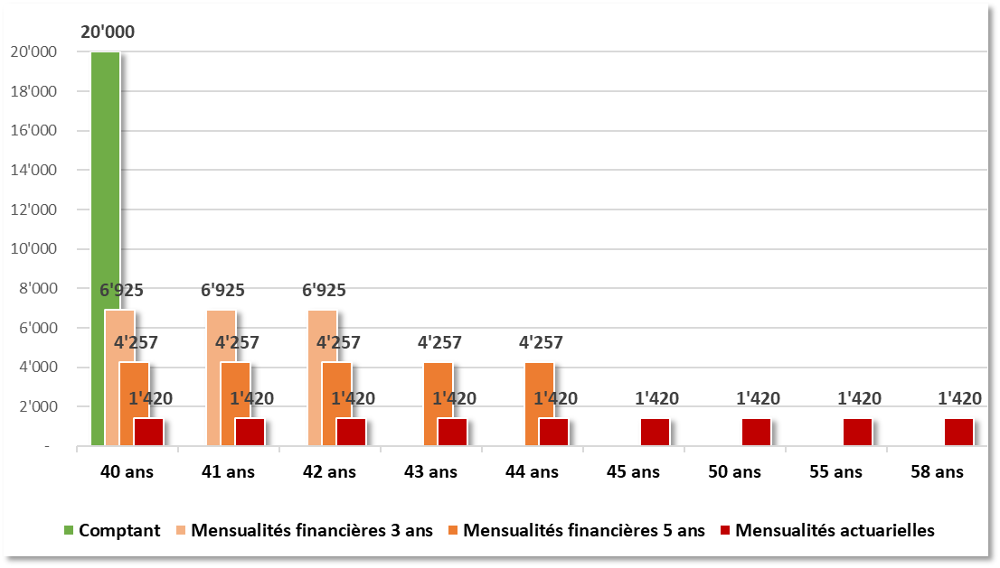 20'000
20'000
18'000
16'000
14'000
12'000
10'000
8'000
6'925 6'925 6'925
6'000
4'257 4'257 4'257 4'257 4'257
4'000
1'420 1'420 1'420 1'420 1'420 1'420 1'420 1'420 1'420
2'000
-
40 ans 41 ans 42 ans 43 ans 44 ans 45 ans 50 ans 55 ans 58 ans
Comptant Mensualités financières 3 ans Mensualités financières 5 ans Mensualités actuarielles